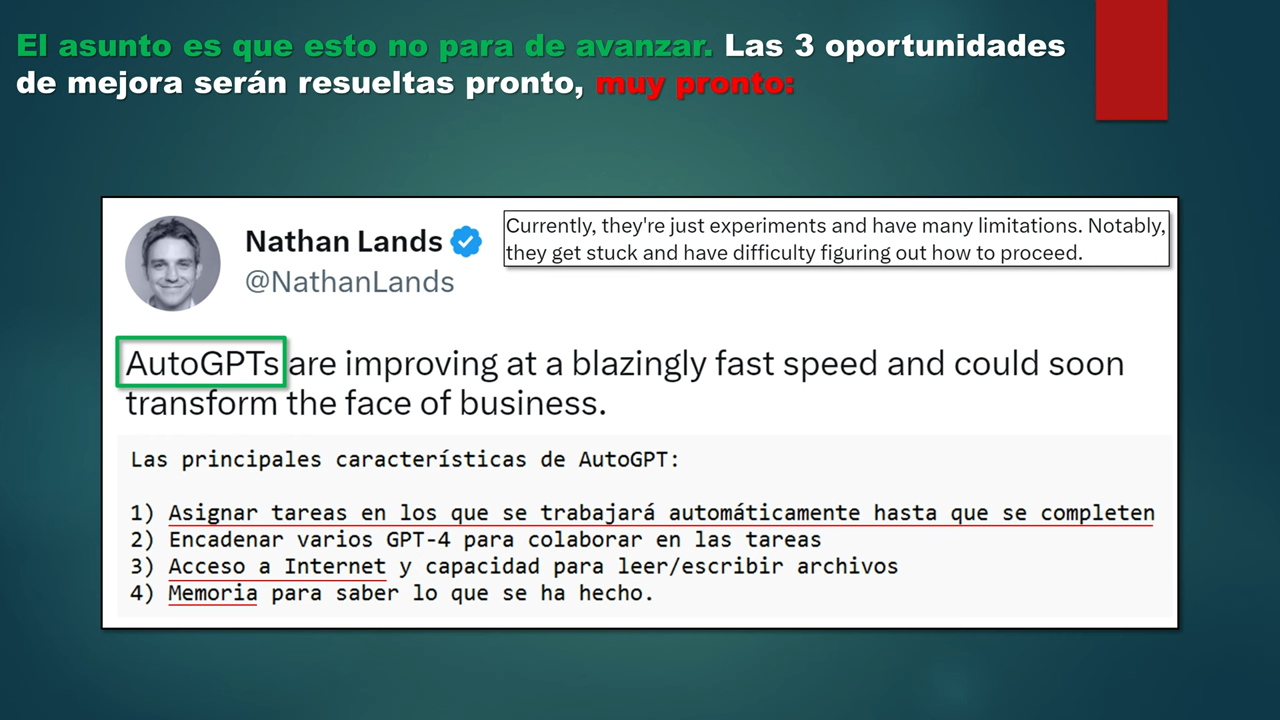 El asunto es que esto no para de avanzar. Las 3 oportunidades
de mejora serán resueltas pronto, muy pronto:
Nathan Lands
@NathanLands
Currently, they're just experiments and have many limitations. Notably,
they get stuck and have difficulty figuring out how to proceed.
AutoGPTs are improving at a blazingly fast speed and could soon
transform the face of business.
Las principales características de AutoGPT:
1) Asignar tareas en los que se trabajará automáticamente hasta que se completen
2) Encadenar varios GPT-4 para colaborar en las tareas
3) Acceso a Internet y capacidad para leer/escribir archivos
4) Memoria para saber lo que se ha hecho.